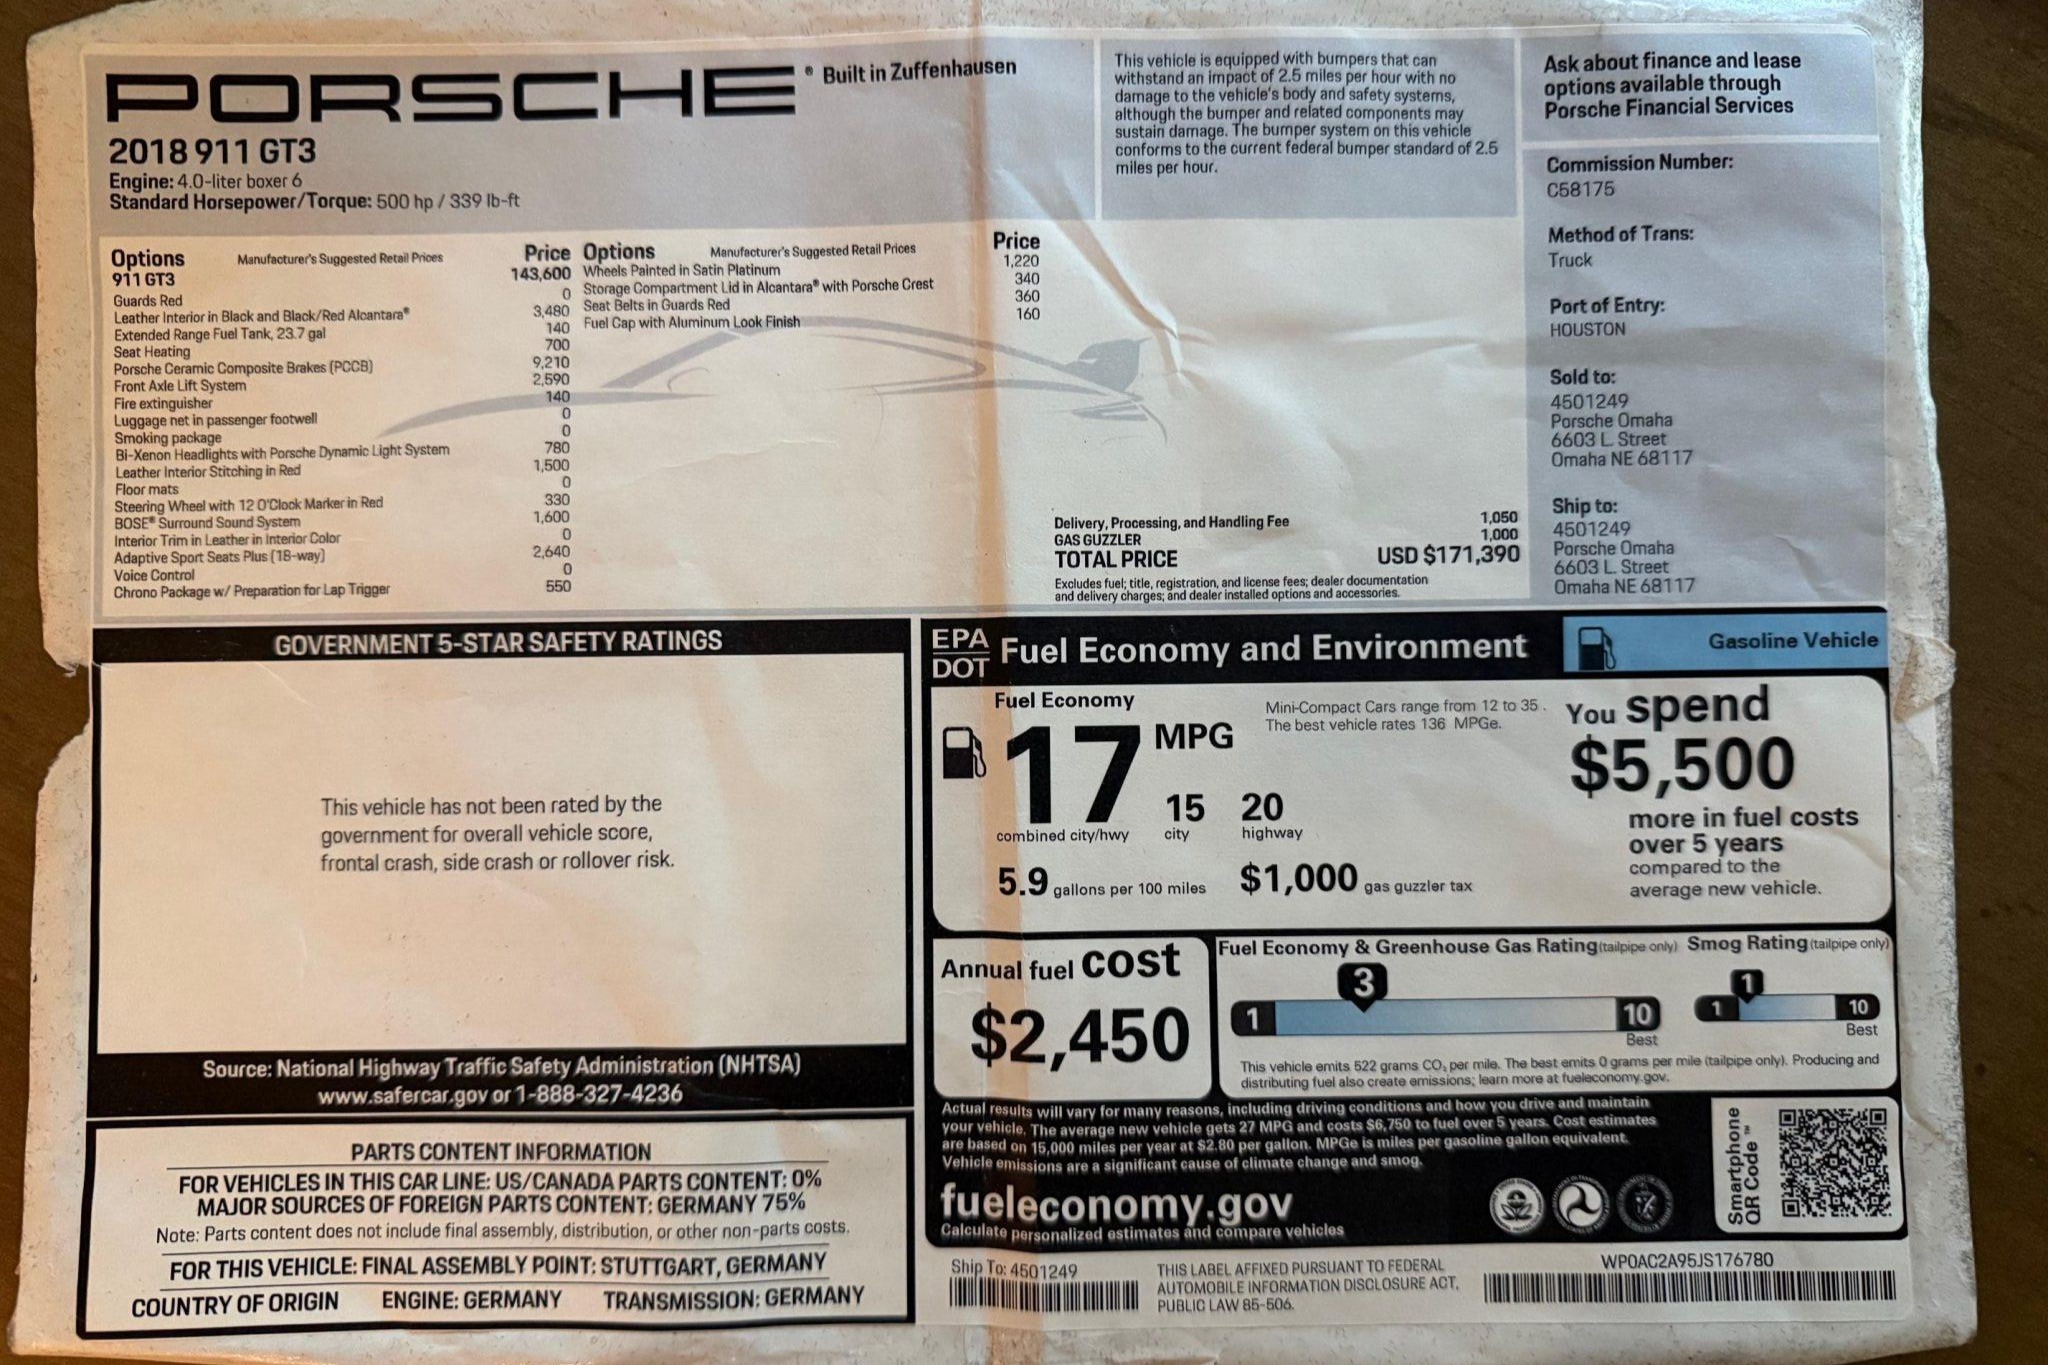 PORSCHE® Built in Zuffenhausen
2018 911 GT3
Engine: 4.0-liter boxer 6
Standard Horsepower/Torque: 500 hp / 339 lb-ft
This vehicle is equipped with bumpers that can
withstand an impact of 2.5 miles per hour with no
damage to the vehicle's body and safety systems,
although the bumper and related components may
sustain damage. The bumper system on this vehicle
conforms to the current federal bumper standard of 2.5
miles per hour.
Ask about finance and lease
options available through
Porsche Financial Services
Commission Number:
C58175
Method of Trans:
Truck
Port of Entry:
HOUSTON
Sold to:
4501249
Porsche Omaha
6603 L. Street
Omaha NE 68117
Ship to:
4501249
Porsche Omaha
6603 L. Street
Omaha NE 68117
Options Manufacturer's Suggested Retail Prices Price
911 GT3 143,600
Guards Red 0
Leather Interior in Black and Black/Red Alcantara® 3,480
Extended Range Fuel Tank, 23.7 gal 140
Seat Heating 700
Porsche Ceramic Composite Brakes (PCCB) 9,210
Front Axle Lift System 2,590
Fire extinguisher 140
Luggage net in passenger footwell 0
Smoking package 0
Bi-Xenon Headlights with Porsche Dynamic Light System 780
Leather Interior Stitching in Red 1,500
Floor mats 0
Steering Wheel with 12 O'Clock Marker in Red 330
BOSE® Surround Sound System 1,600
Interior Trim in Leather in Interior Color 0
Adaptive Sport Seats Plus (18-way) 2,640
Voice Control 0
Chrono Package w/ Preparation for Lap Trigger 550
Options Manufacturer's Suggested Retail Prices Price
Wheels Painted in Satin Platinum 1,220
Storage Compartment Lid in Alcantara® with Porsche Crest 340
Seat Belts in Guards Red 360
Fuel Cap with Aluminum Look Finish 160
Delivery, Processing, and Handling Fee 1,050
GAS GUZZLER 1,000
TOTAL PRICE USD $171,390
Excludes fuel; title, registration, and license fees; dealer documentation
and delivery charges; and dealer installed options and accessories.
GOVERNMENT 5-STAR SAFETY RATINGS
This vehicle has not been rated by the
government for overall vehicle score,
frontal crash, side crash or rollover risk.
Source: National Highway Traffic Safety Administration (NHTSA)
www.safercar.gov or 1-888-327-4236
PARTS CONTENT INFORMATION
FOR VEHICLES IN THIS CAR LINE: US/CANADA PARTS CONTENT: 0%
MAJOR SOURCES OF FOREIGN PARTS CONTENT: GERMANY 75%
Note: Parts content does not include final assembly, distribution, or other non-parts costs.
FOR THIS VEHICLE: FINAL ASSEMBLY POINT: STUTTGART, GERMANY
COUNTRY OF ORIGIN ENGINE: GERMANY TRANSMISSION: GERMANY
EPA
DOT
Fuel Economy and Environment
Gasoline Vehicle
Fuel Economy
17 MPG
combined city/hwy
15
city
20
highway
Mini-Compact Cars range from 12 to 35 .
The best vehicle rates 136 MPGe.
5.9 gallons per 100 miles
$1,000 gas guzzler tax
You spend
$5,500
more in fuel costs
over 5 years
compared to the
average new vehicle.
Annual fuel cost
$2,450
Fuel Economy & Greenhouse Gas Rating (tailpipe only)
3
1
10
Best
Smog Rating (tailpipe only)
1
1
10
Best
This vehicle emits 522 grams CO₂ per mile. The best emits 0 grams per mile (tailpipe only). Producing and
distributing fuel also create emissions; learn more at fueleconomy.gov.
Actual results will vary for many reasons, including driving conditions and how you drive and maintain
your vehicle. The average new vehicle gets 27 MPG and costs $6,750 to fuel over 5 years. Cost estimates
are based on 15,000 miles per year at $2.80 per gallon. MPGe is miles per gasoline gallon equivalent.
Vehicle emissions are a significant cause of climate change and smog.
fueleconomy.gov
Calculate personalized estimates and compare vehicles
Smartphone
QR Code™
Ship To: 4501249
THIS LABEL AFFIXED PURSUANT TO FEDERAL
AUTOMOBILE INFORMATION DISCLOSURE ACT,
PUBLIC LAW 85-506.
WP0AC2A95JS176780